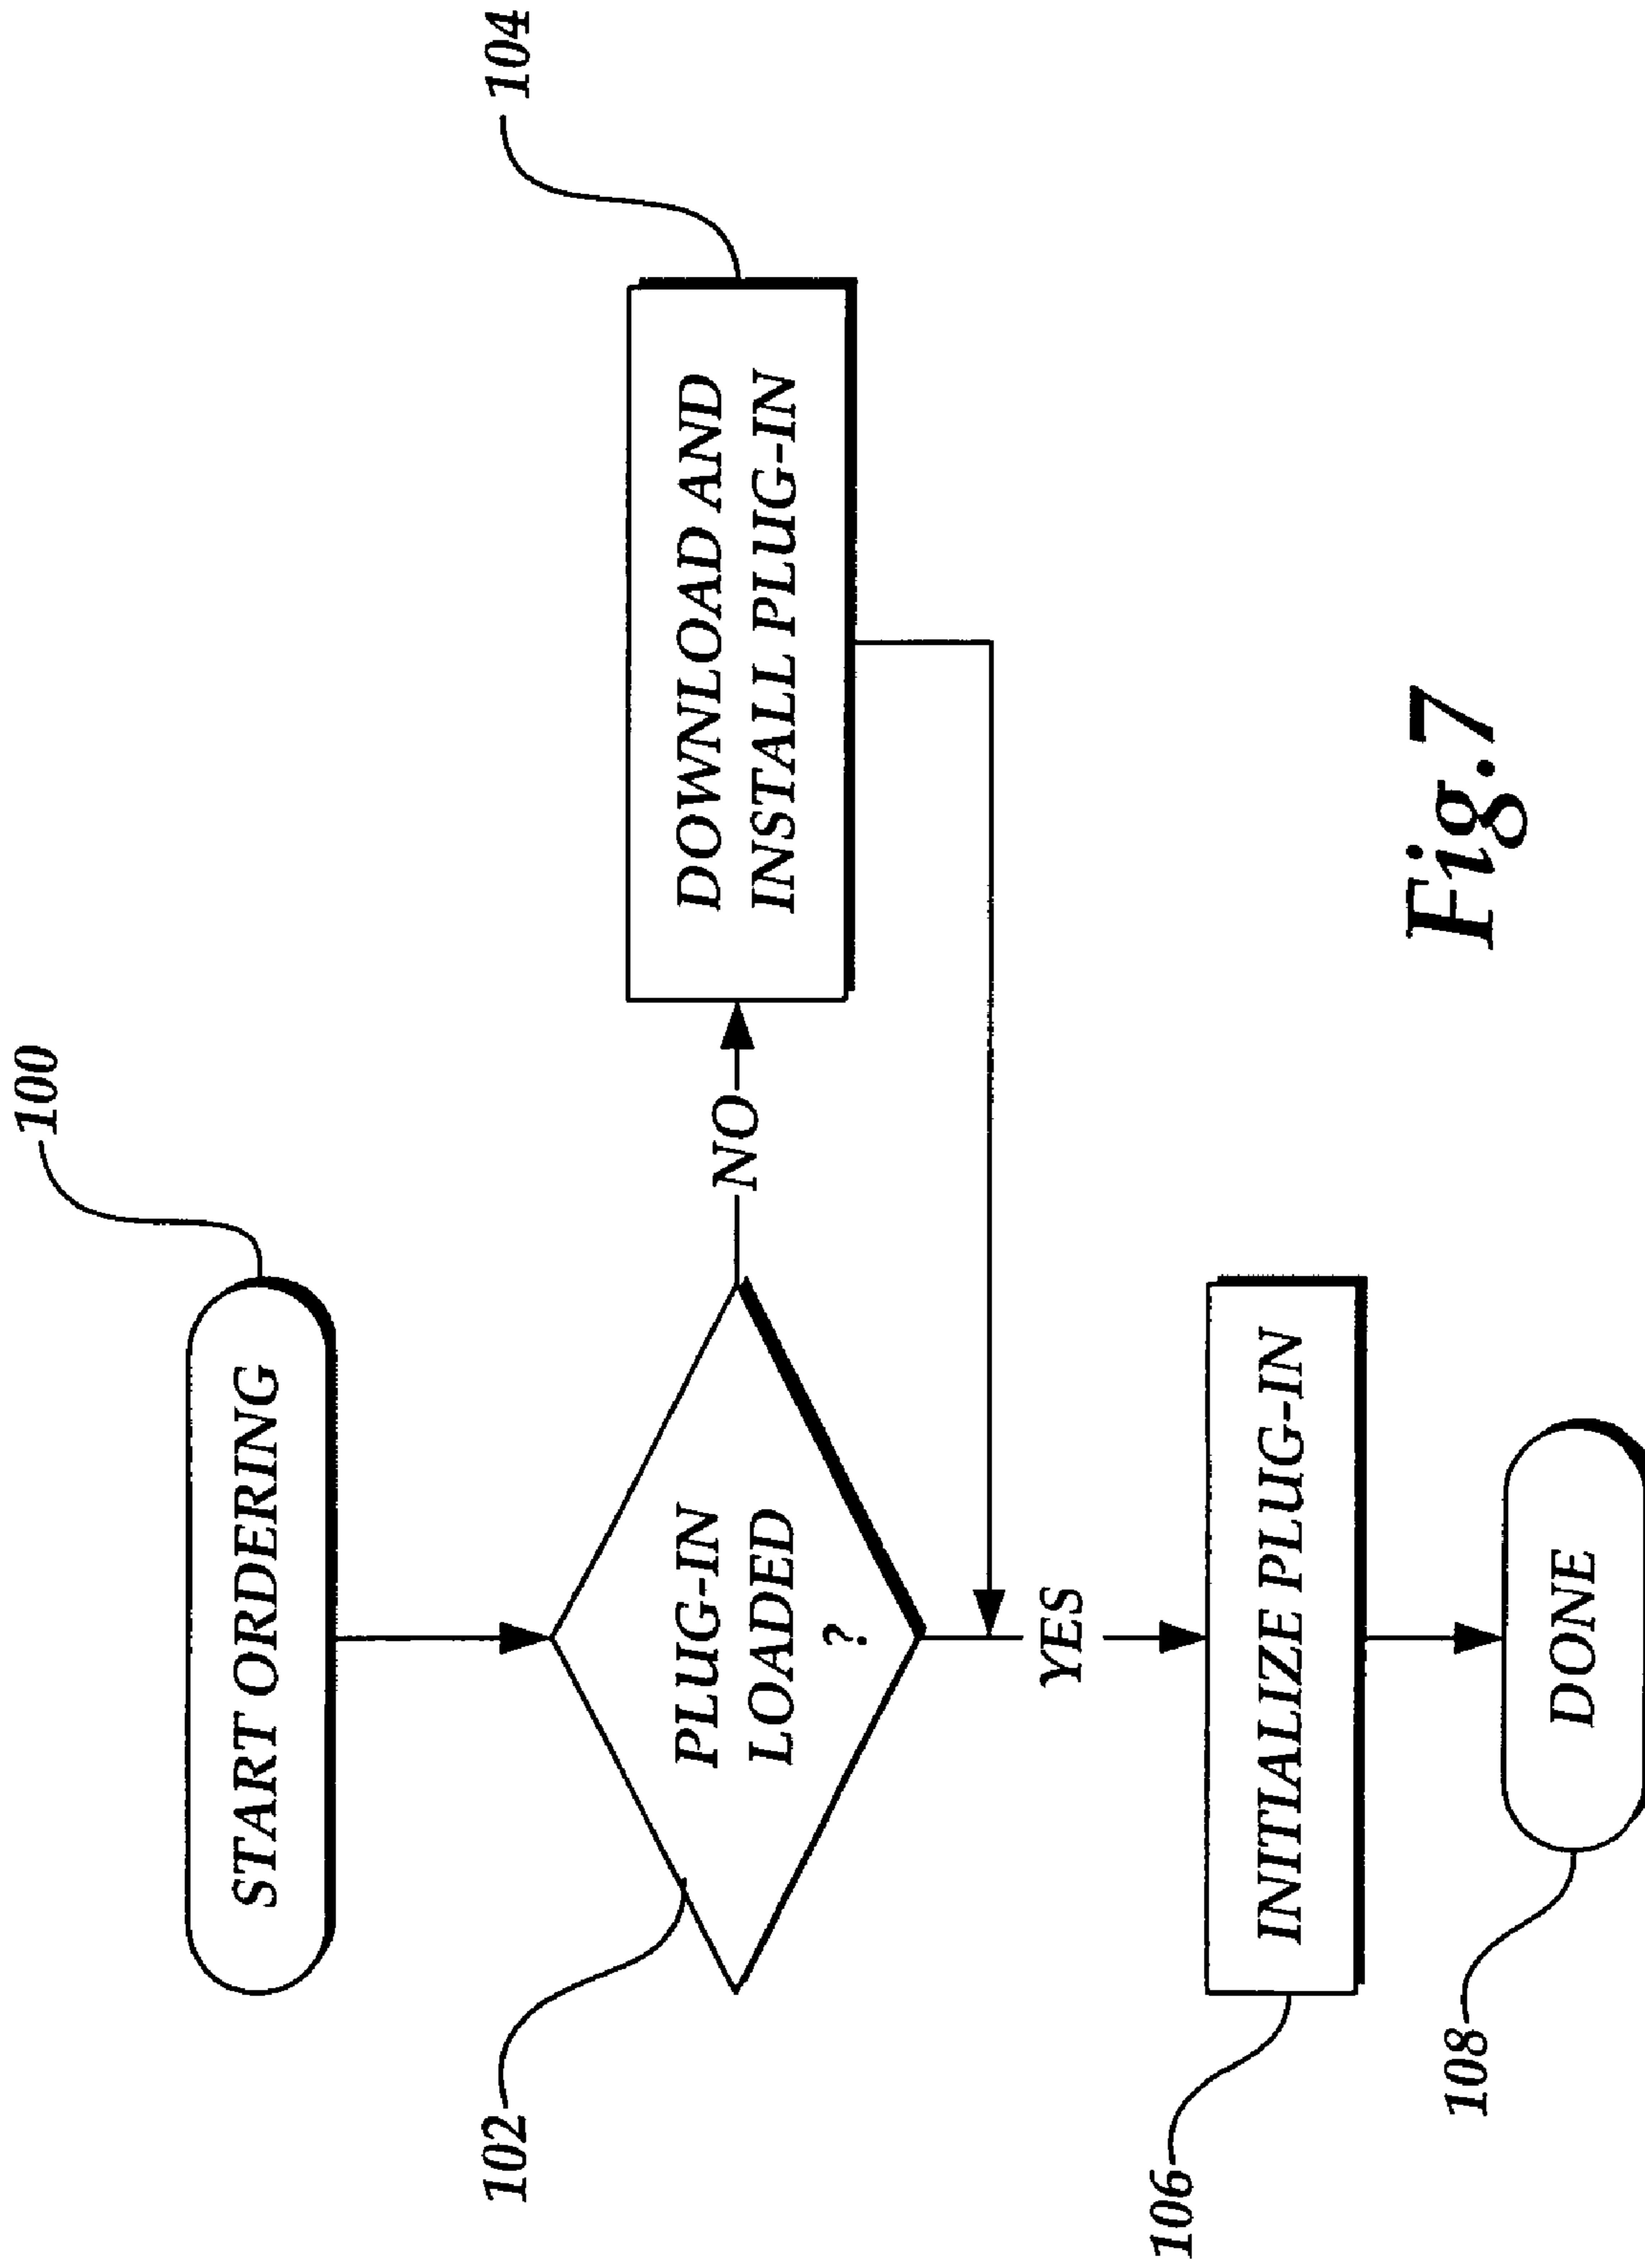 100
START ORDERING
102
PLUG-IN
LOADED
?
NO
104
DOWNLOAD AND
INSTALL PLUG-IN
YES
106
INITIALIZE PLUG-IN
108
DONE
Fig.7